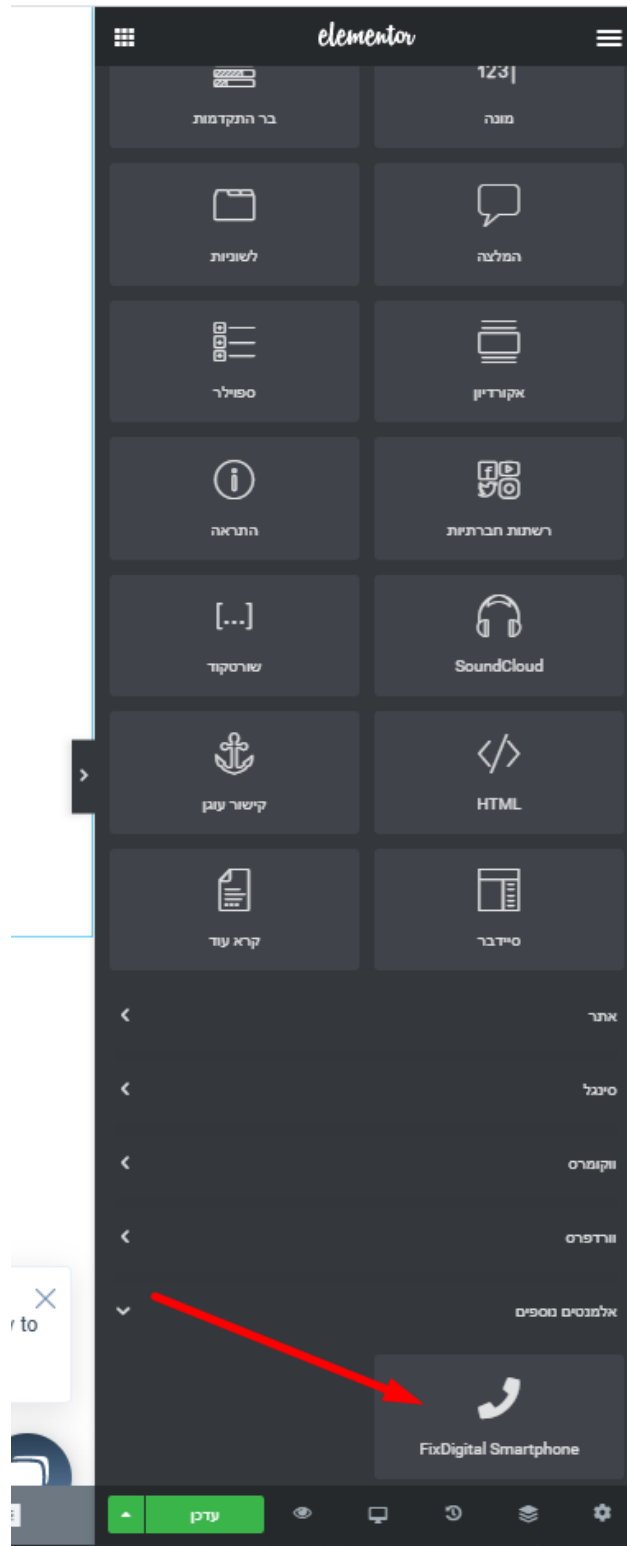 elementor
123
מונה
בר התקדמות
המלצה
לשוניות
אקורדיון
ספוילר
רשתות חברתיות
התראה
SoundCloud
[...]
שורטקוד
</>
HTML
קישור עוגן
סיידבר
קרא עוד
אתר
סינגל
ווקומרס
וורדפרס
אלמנטים נוספים
to
FixDigital Smartphone
עדכן